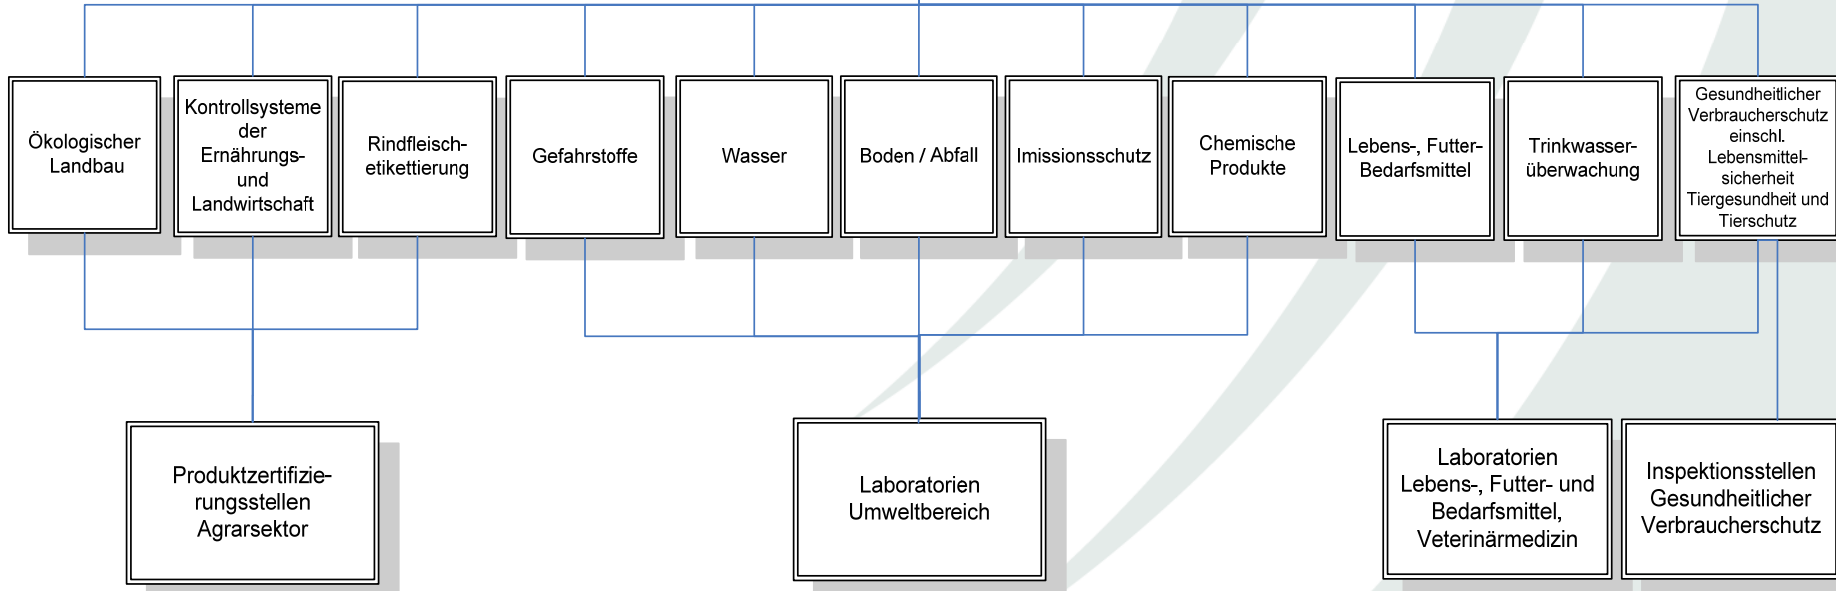 Ökologischer
Landbau
Kontrollsysteme
der
Ernährungs-
und
Landwirtschaft
Rindfleisch-
etikettierung
Gefahrstoffe
Wasser
Boden / Abfall
Imissionsschutz
Chemische
Produkte
Lebens-, Futter-
Bedarfsmittel
Trinkwasser-
überwachung
Gesundheitlicher
Verbraucherschutz
einschl.
Lebensmittel-
sicherheit
Tiergesundheit und
Tierschutz
Produktzertifizie-
rungsstellen
Agrarsektor
Laboratorien
Umweltbereich
Laboratorien
Lebens-, Futter- und
Bedarfsmittel,
Veterinärmedizin
Inspektionsstellen
Gesundheitlicher
Verbraucherschutz